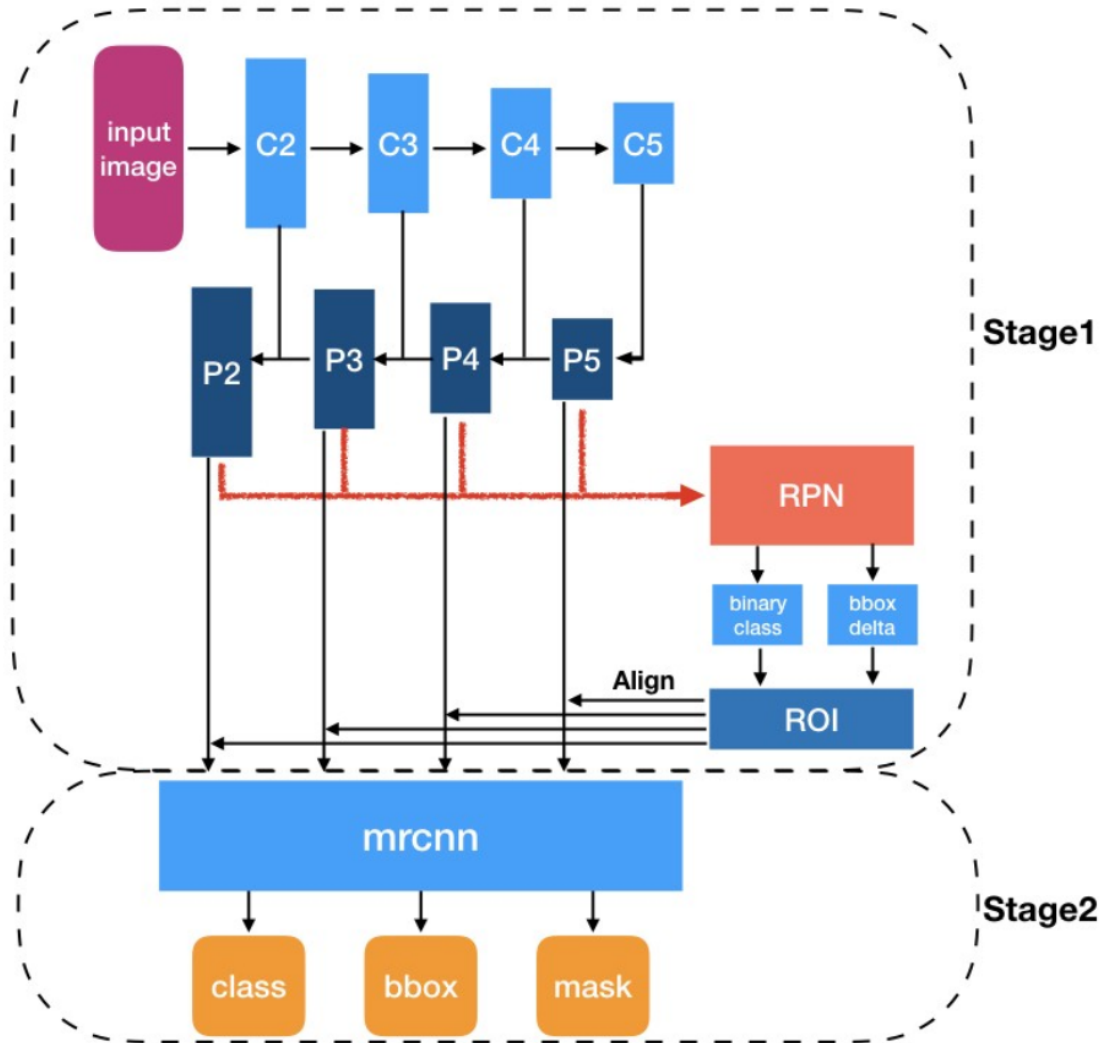 input
image
C2
C3
C4
C5
P2
P3
P4
P5
Stage1
RPN
binary
class
bbox
delta
Align
ROI
mrcnn
Stage2
class
bbox
mask